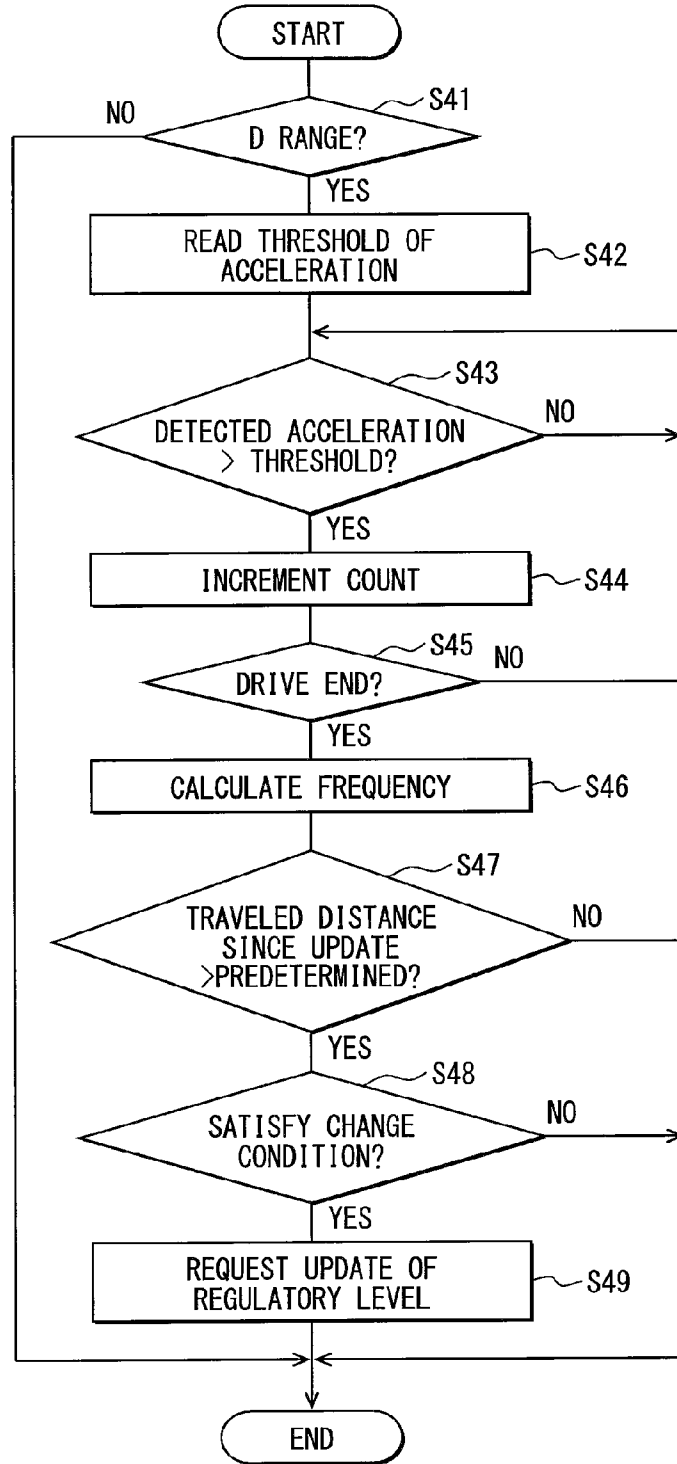 START
S41
NO
D RANGE?
YES
READ THRESHOLD OF
ACCELERATION
S42
S43
NO
DETECTED ACCELERATION
> THRESHOLD?
YES
INCREMENT COUNT
S44
S45
NO
DRIVE END?
YES
CALCULATE FREQUENCY
S46
S47
NO
TRAVELED DISTANCE
SINCE UPDATE
>PREDETERMINED?
YES
S48
NO
SATISFY CHANGE
CONDITION?
YES
REQUEST UPDATE OF
REGULATORY LEVEL
S49
END